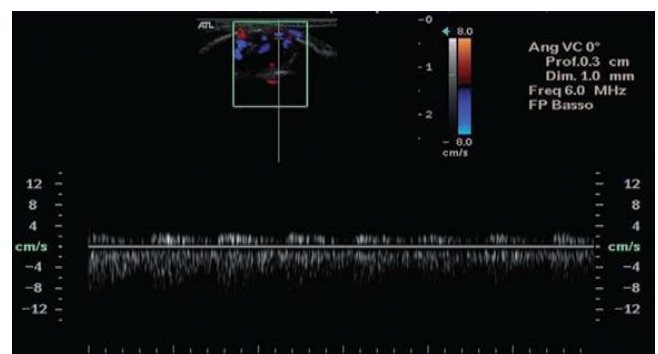 ATL
-0
8.0
- 1
- 2
- 8.0
cm/s
Ang VC 0°
Prof.0.3 cm
Dim. 1.0 mm
Freq 6.0 MHz
FP Basso
12 12
8 8
4 4
cm/s cm/s
-4 -4
-8 -8
-12 -12